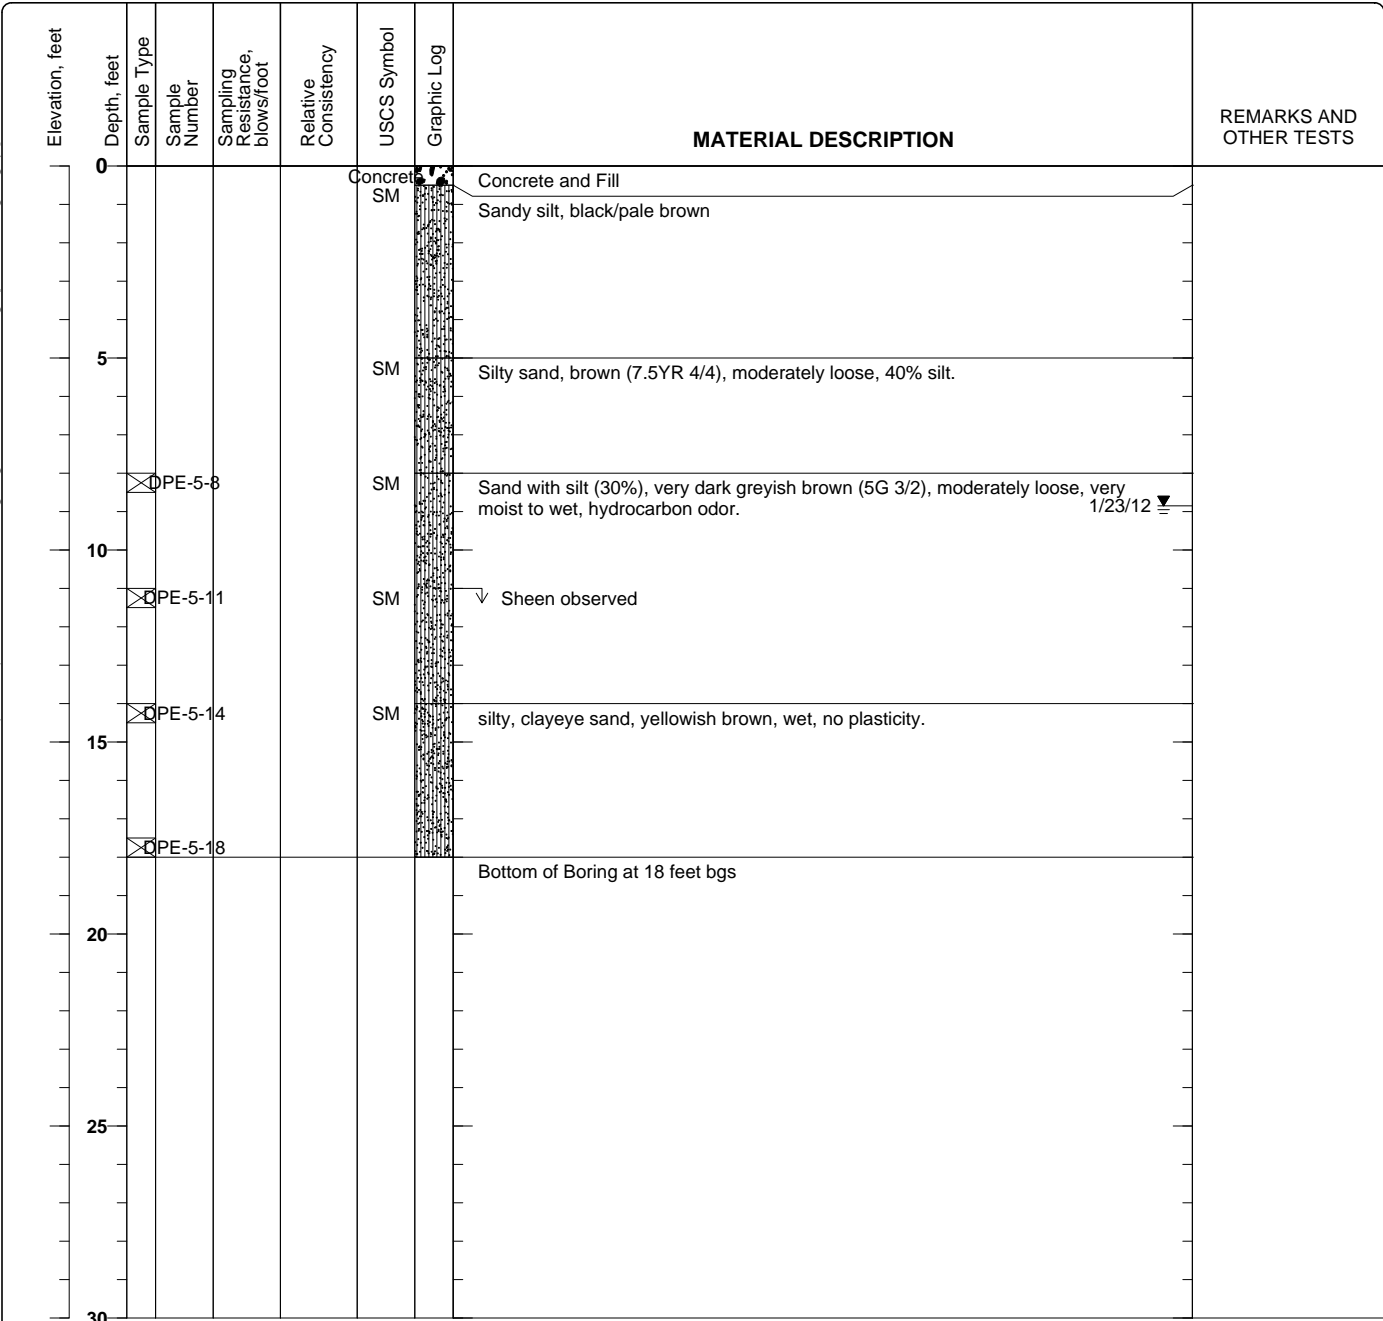 Elevation, feet
Depth, feet
Sample Type
Sample
Number
Sampling
Resistance,
blows/foot
Relative
Consistency
USCS Symbol
Graphic Log
MATERIAL DESCRIPTION
REMARKS AND
OTHER TESTS
0
Concrete
Concrete and Fill
SM
Sandy silt, black/pale brown
5
SM
Silty sand, brown (7.5YR 4/4), moderately loose, 40% silt.
DPE-5-8
SM
Sand with silt (30%), very dark greyish brown (5G 3/2), moderately loose, very
moist to wet, hydrocarbon odor.
1/23/12
10
DPE-5-11
SM
Sheen observed
DPE-5-14
SM
silty, clayeye sand, yellowish brown, wet, no plasticity.
15
DPE-5-18
Bottom of Boring at 18 feet bgs
20
25
30